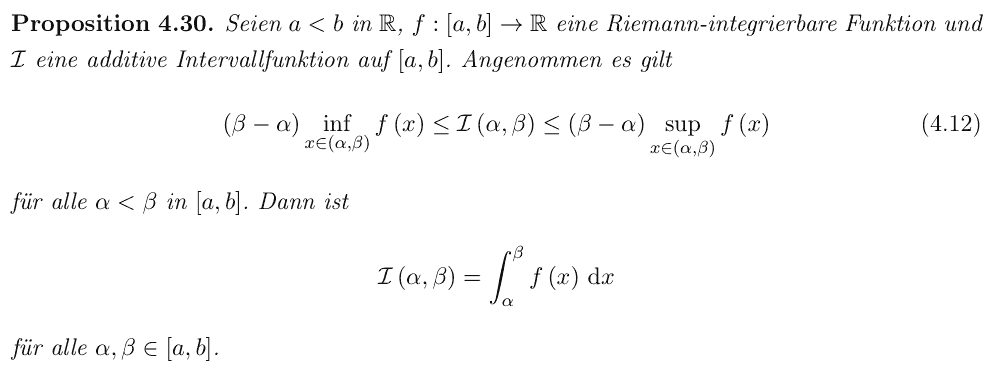 Proposition 4.30. Seien a < b in ℝ, f : [a, b] → ℝ eine Riemann-integrierbare Funktion und
ℐ eine additive Intervallfunktion auf [a, b]. Angenommen es gilt
(β − α) inf_{x∈(α,β)} f (x) ≤ ℐ (α, β) ≤ (β − α) sup_{x∈(α,β)} f (x) (4.12)
für alle α < β in [a, b]. Dann ist
ℐ (α, β) = ∫_α^β f (x) dx
für alle α, β ∈ [a, b].